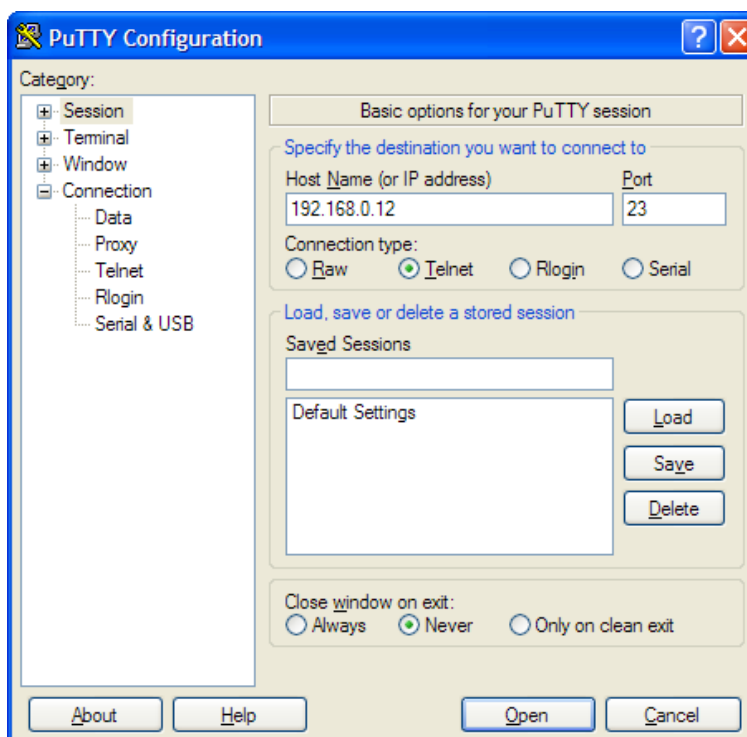 PuTTY Configuration
Category:
Session
Terminal
Window
Connection
Data
Proxy
Telnet
Rlogin
Serial & USB
Basic options for your PuTTY session
Specify the destination you want to connect to
Host Name (or IP address) Port
192.168.0.12 23
Connection type:
Raw Telnet Rlogin Serial
Load, save or delete a stored session
Saved Sessions
Default Settings
Load
Save
Delete
Close window on exit:
Always Never Only on clean exit
About Help Open Cancel